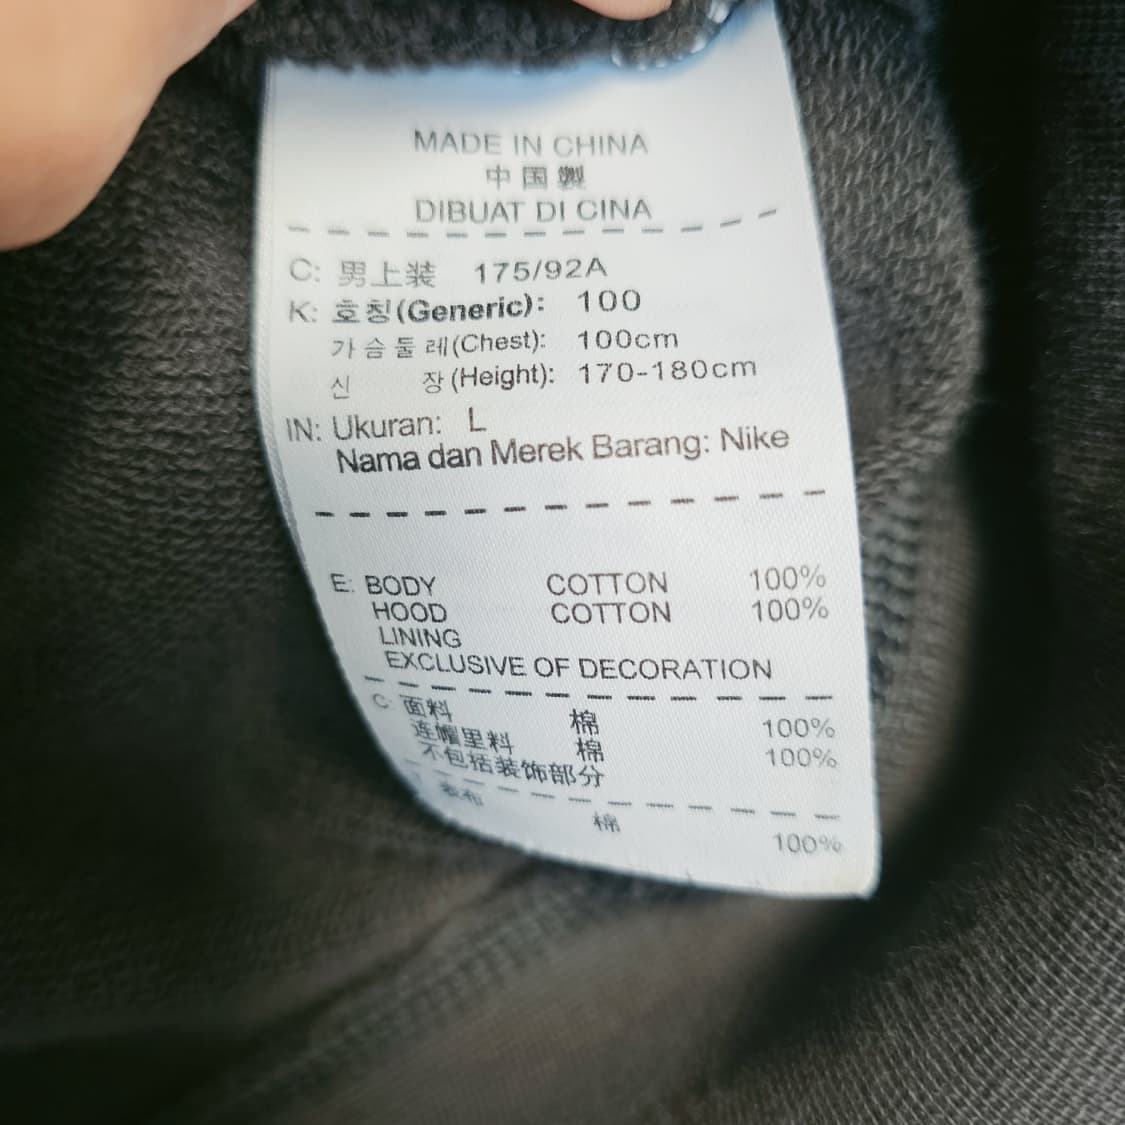 MADE IN CHINA
中国製
DIBUAT DI CINA
C: 男上装 175/92A
K: 호칭(Generic): 100
가슴둘레(Chest): 100cm
신 장(Height): 170-180cm
IN: Ukuran: L
Nama dan Merek Barang: Nike
E: BODY COTTON 100%
HOOD COTTON 100%
LINING
EXCLUSIVE OF DECORATION
C: 面料 棉 100%
连帽里料 棉 100%
不包括装饰部分
表布 棉 100%